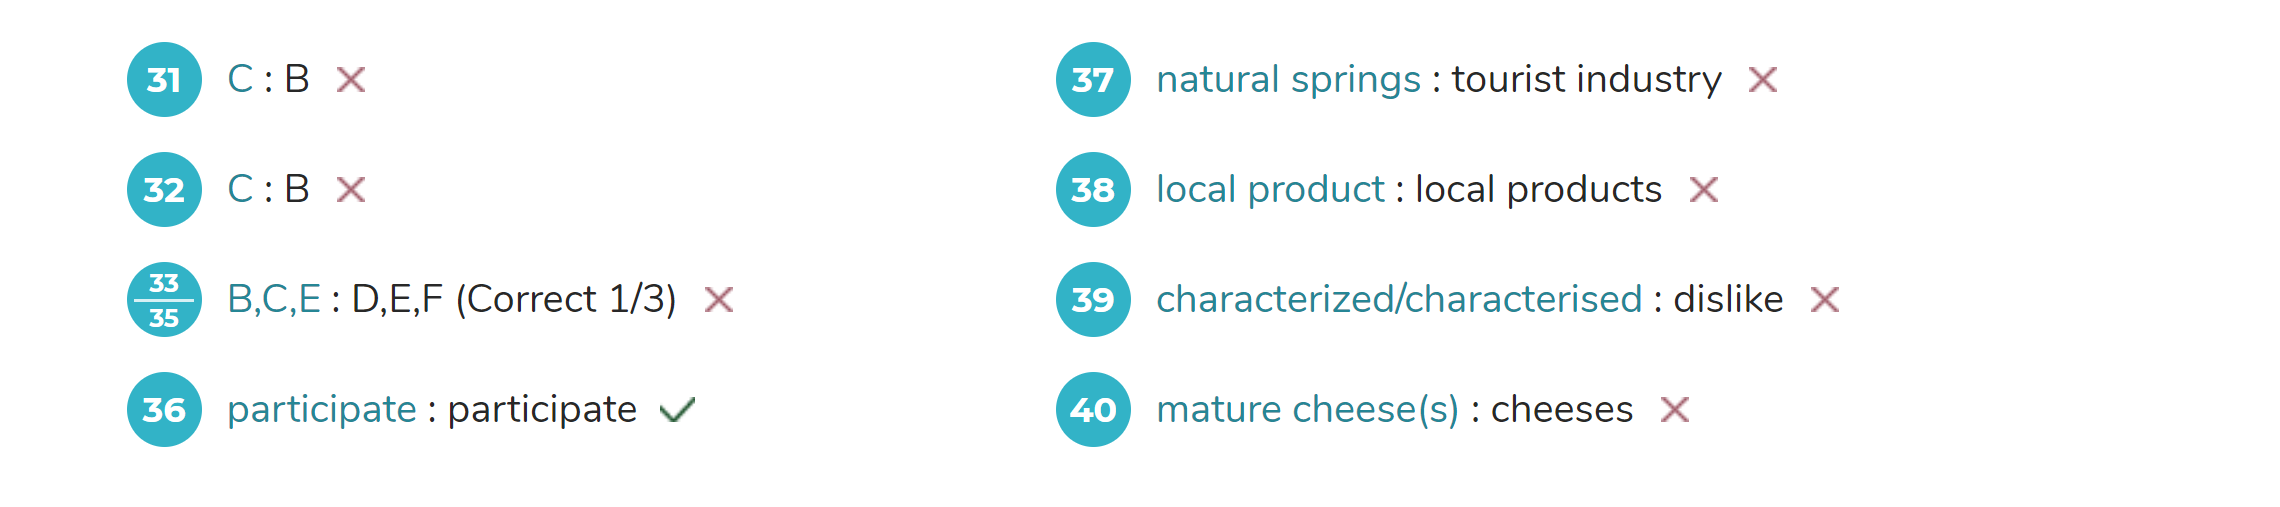 31 C : B
32 C : B
33
35 B,C,E : D,E,F (Correct 1/3)
36 participate : participate
37 natural springs : tourist industry
38 local product : local products
39 characterized/characterised : dislike
40 mature cheese(s) : cheeses